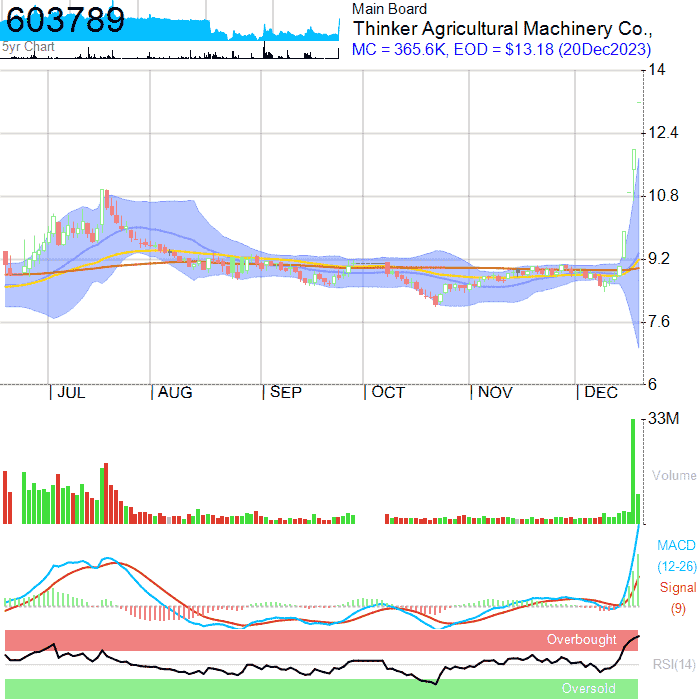 603789
5yr Chart
Main Board
Thinker Agricultural Machinery Co.,
MC = 365.6K, EOD = $13.18 (20Dec2023)
14
12.4
10.8
9.2
7.6
6
| JUL | AUG | SEP | OCT | NOV | DEC
33M
Volume
MACD
(12-26)
Signal
(9)
Overbought
RSI(14)
Oversold